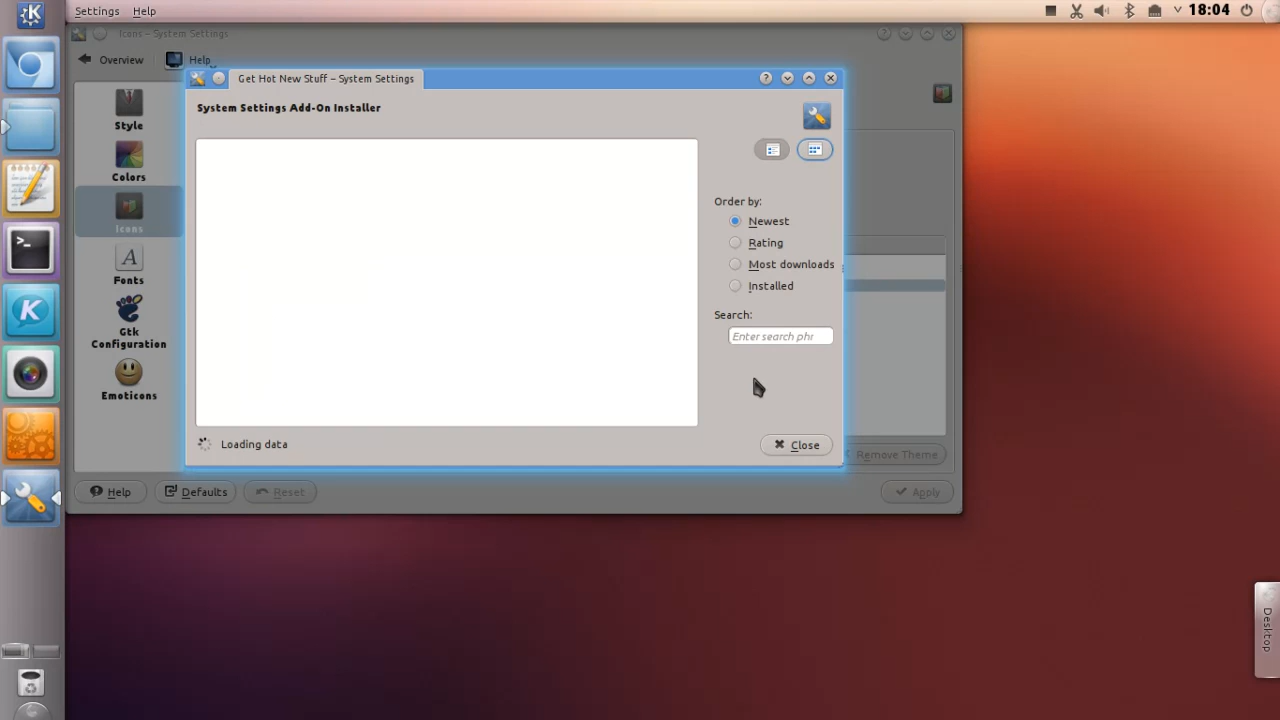 Settings Help
18:04
Icons – System Settings
Overview Help
Get Hot New Stuff – System Settings
System Settings Add-On Installer
Style
Colors
Icons
Fonts
Gtk
Configuration
Emoticons
Order by:
Newest
Rating
Most downloads
Installed
Search:
Enter search phr
Loading data
Close
Remove Theme
Help Defaults Reset Apply
Desktop